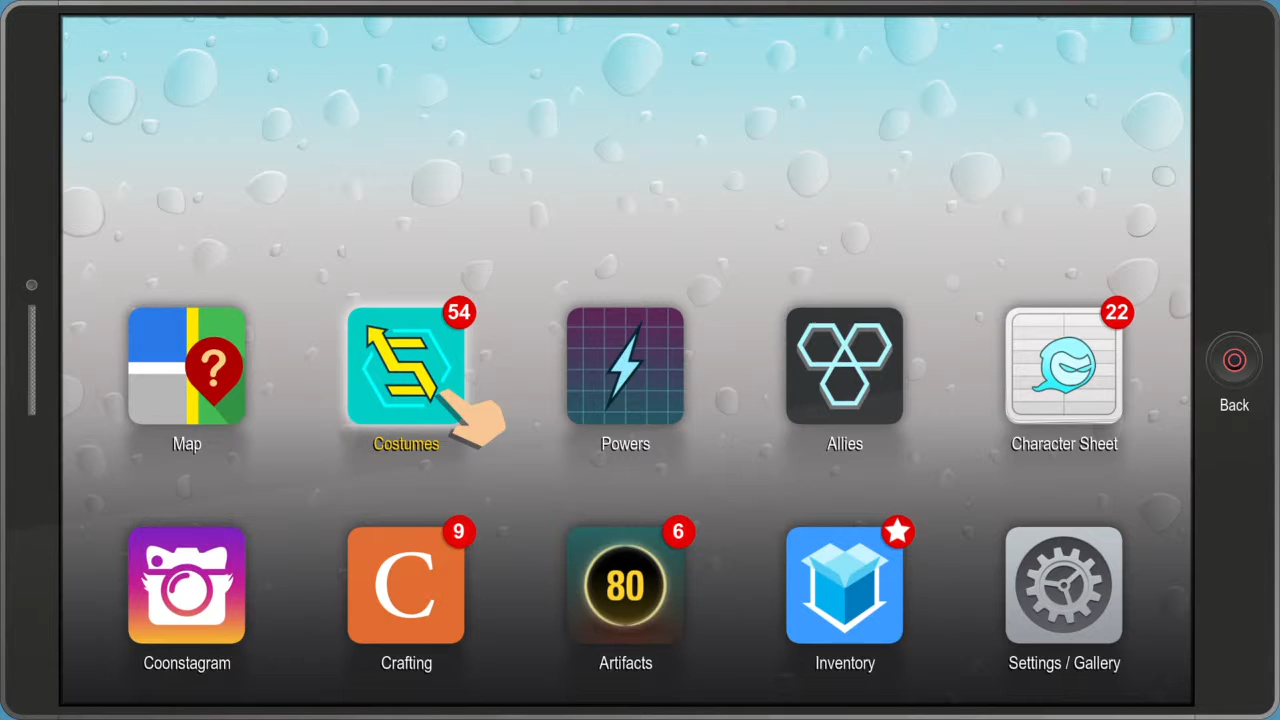 54
22
?
Map
Costumes
Powers
Allies
Character Sheet
Back
9
6
C
80
Coonstagram
Crafting
Artifacts
Inventory
Settings / Gallery